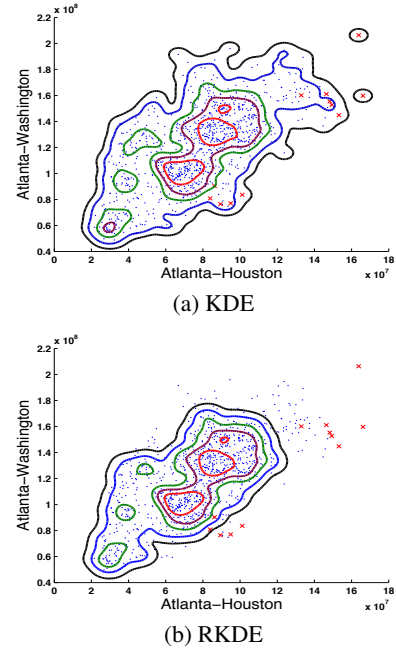 x 10^8
2.2
2
1.8
1.6
1.4
1.2
1
0.8
0.6
0.4
Atlanta−Washington
0 2 4 6 8 10 12 14 16 18
x 10^7
Atlanta−Houston
(a) KDE
x 10^8
2.2
2
1.8
1.6
1.4
1.2
1
0.8
0.6
0.4
Atlanta−Washington
0 2 4 6 8 10 12 14 16 18
x 10^7
Atlanta−Houston
(b) RKDE